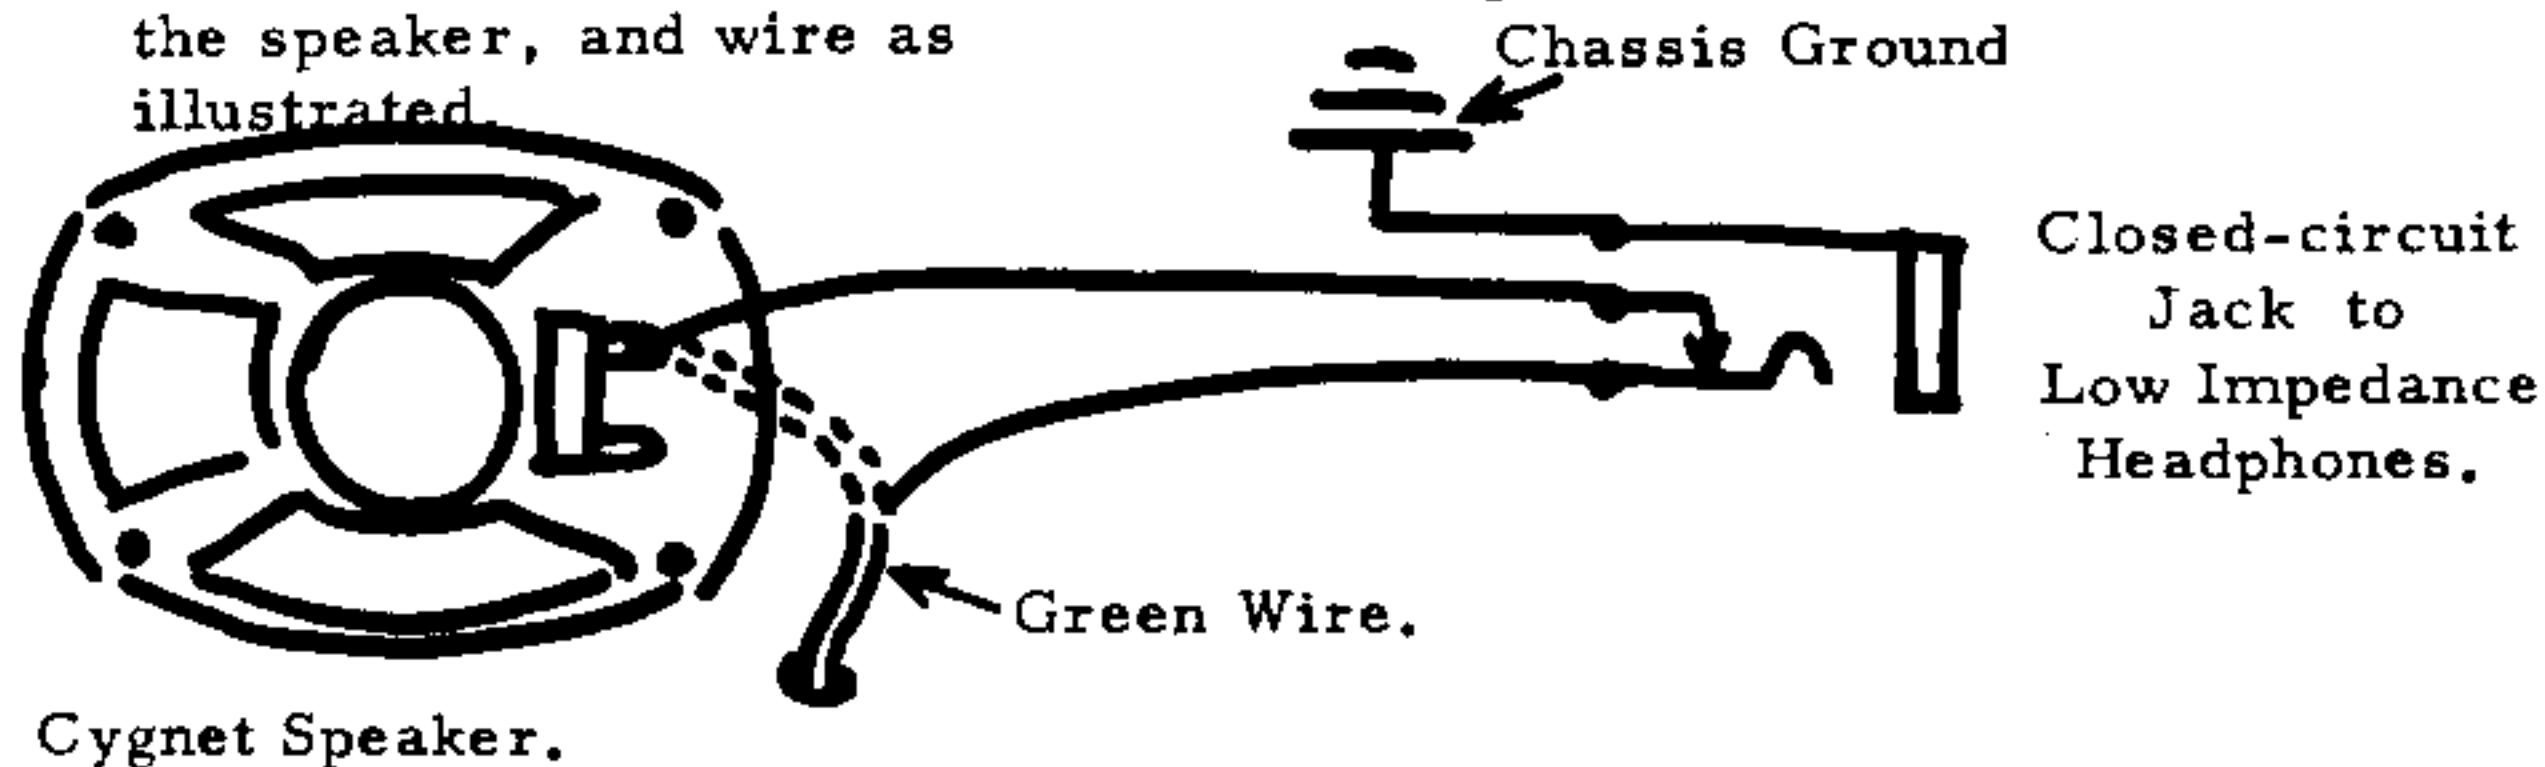 the speaker, and wire as
illustrated.
Chassis Ground
Closed-circuit
Jack to
Low Impedance
Headphones.
Green Wire.
Cygnet Speaker.